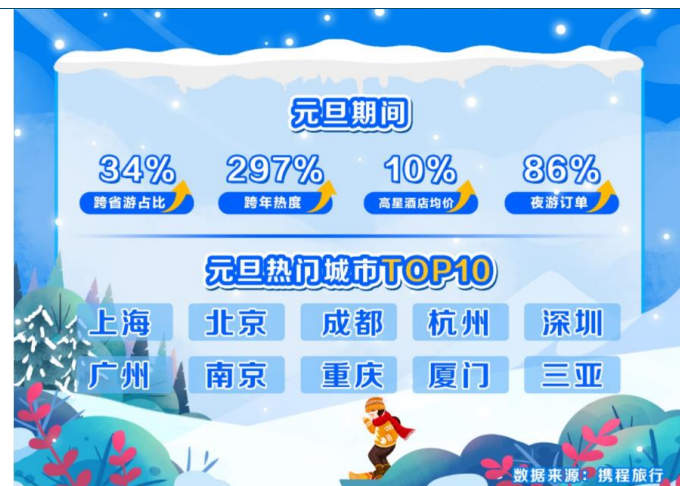 元旦期间
34% 297% 10% 86%
跨省游占比 跨年热度 高星酒店均价 夜游订单
元旦热门城市TOP10
上海 北京 成都 杭州 深圳
广州 南京 重庆 厦门 三亚
数据来源：携程旅行